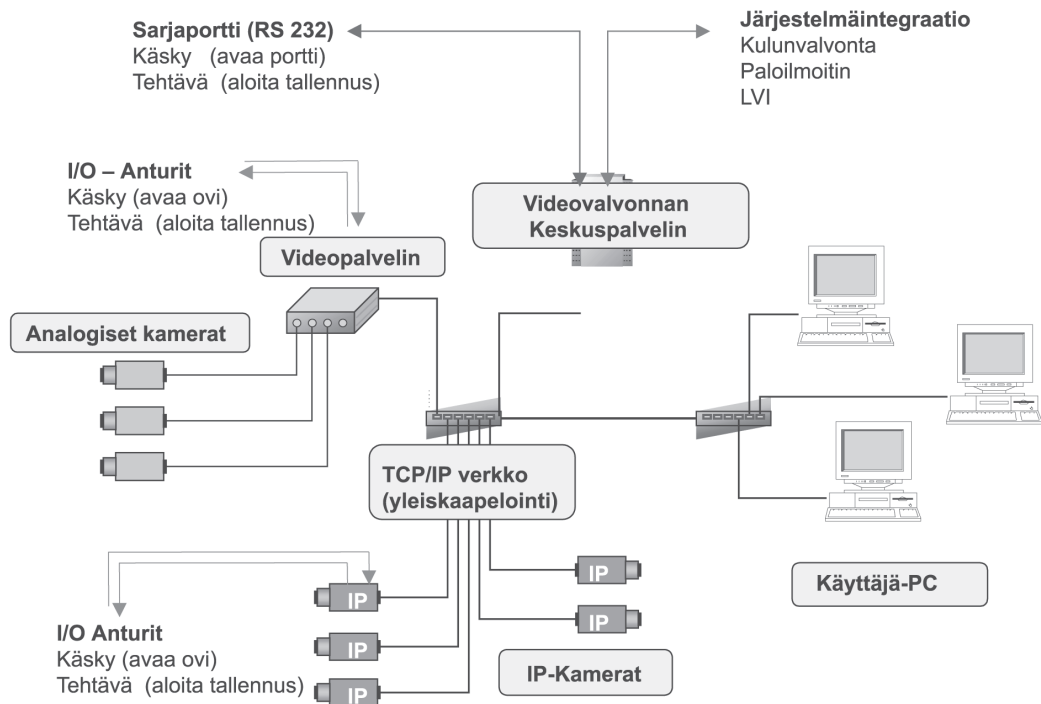 Sarjaportti (RS 232)
Käsky (avaa portti)
Tehtävä (aloita tallennus)
Järjestelmäintegraatio
Kulunvalvonta
Paloilmoitin
LVI
I/O – Anturit
Käsky (avaa ovi)
Tehtävä (aloita tallennus)
Videovalvonnan
Keskuspalvelin
Videopalvelin
Analogiset kamerat
TCP/IP verkko
(yleiskaapelointi)
IP
IP
IP
IP
IP
Käyttäjä-PC
I/O Anturit
Käsky (avaa ovi)
Tehtävä (aloita tallennus)
IP-Kamerat